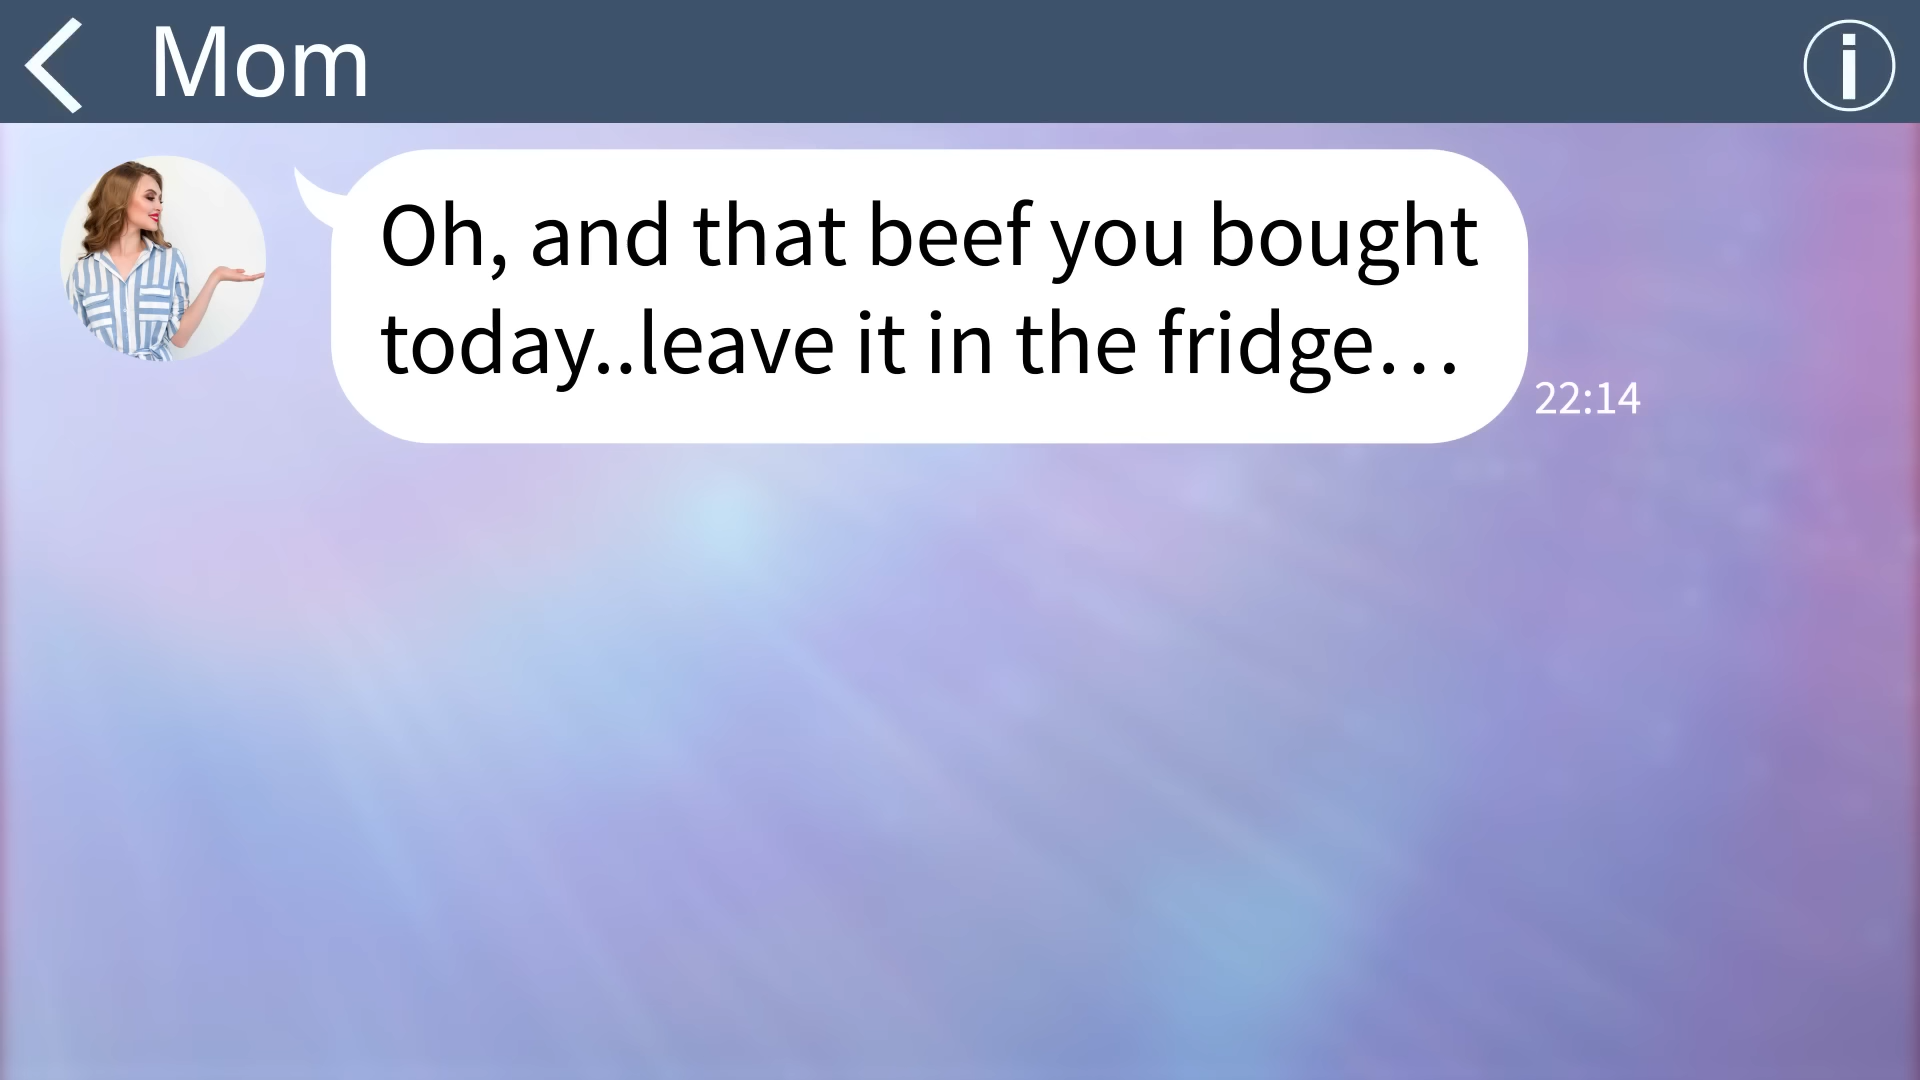 Mom
Oh, and that beef you bought
today..leave it in the fridge…
22:14